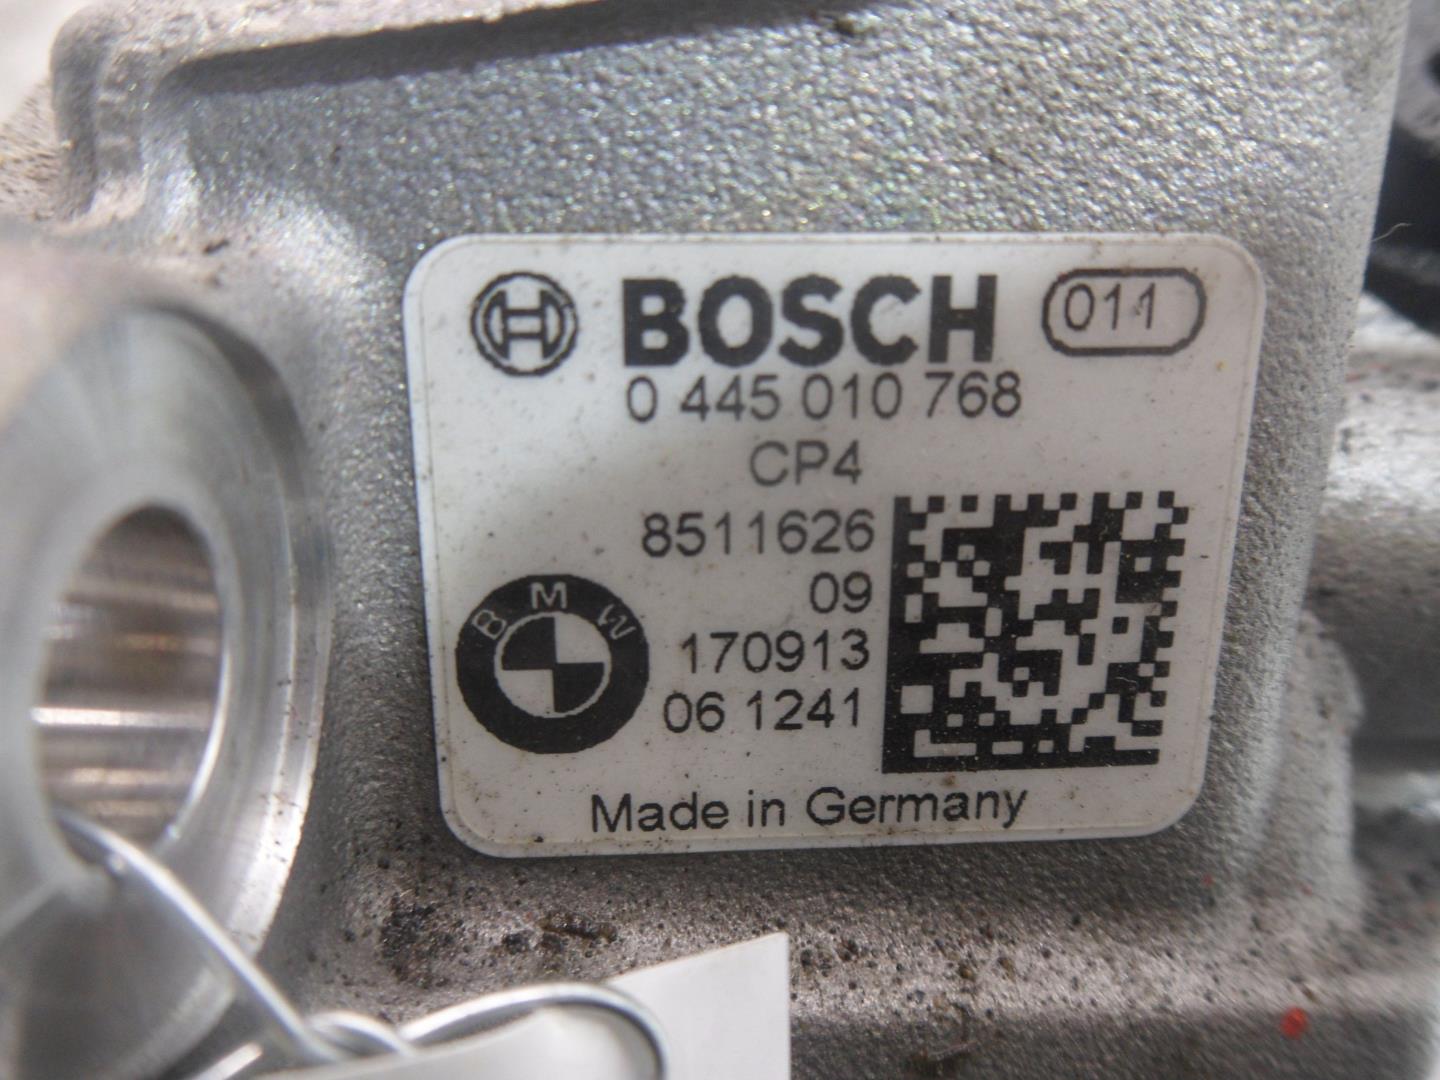 BOSCH 011
0 445 010 768
CP4
8511626
09
BMW
170913
06 1241
Made in Germany